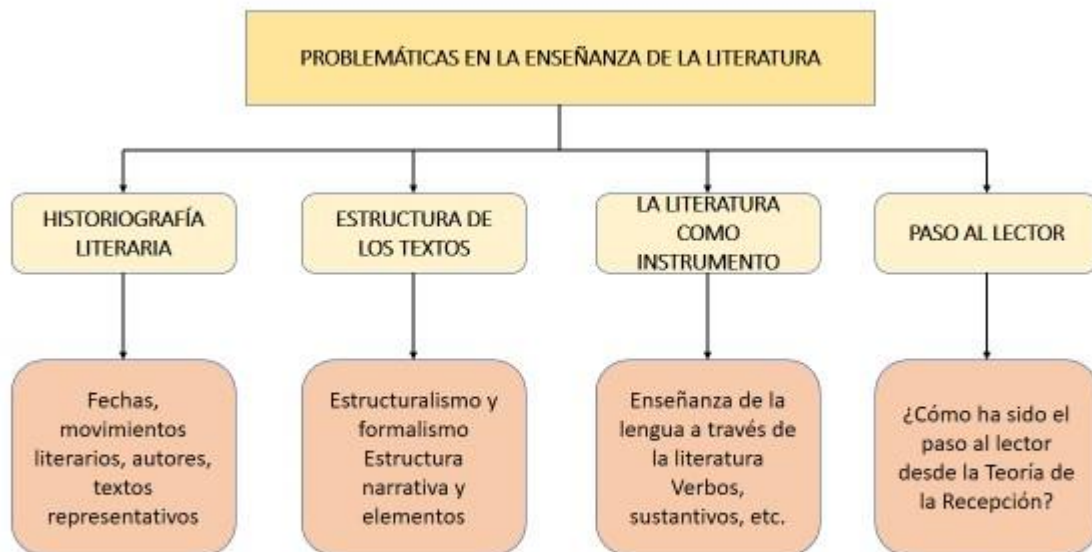 PROBLEMÁTICAS EN LA ENSEÑANZA DE LA LITERATURA
HISTORIOGRAFÍA
LITERARIA
ESTRUCTURA DE
LOS TEXTOS
LA LITERATURA
COMO
INSTRUMENTO
PASO AL LECTOR
Fechas,
movimientos
literarios, autores,
textos
representativos
Estructuralismo y
formalismo
Estructura
narrativa y
elementos
Enseñanza de la
lengua a través de
la literatura
Verbos,
sustantivos, etc.
¿Cómo ha sido el
paso al lector
desde la Teoría de
la Recepción?